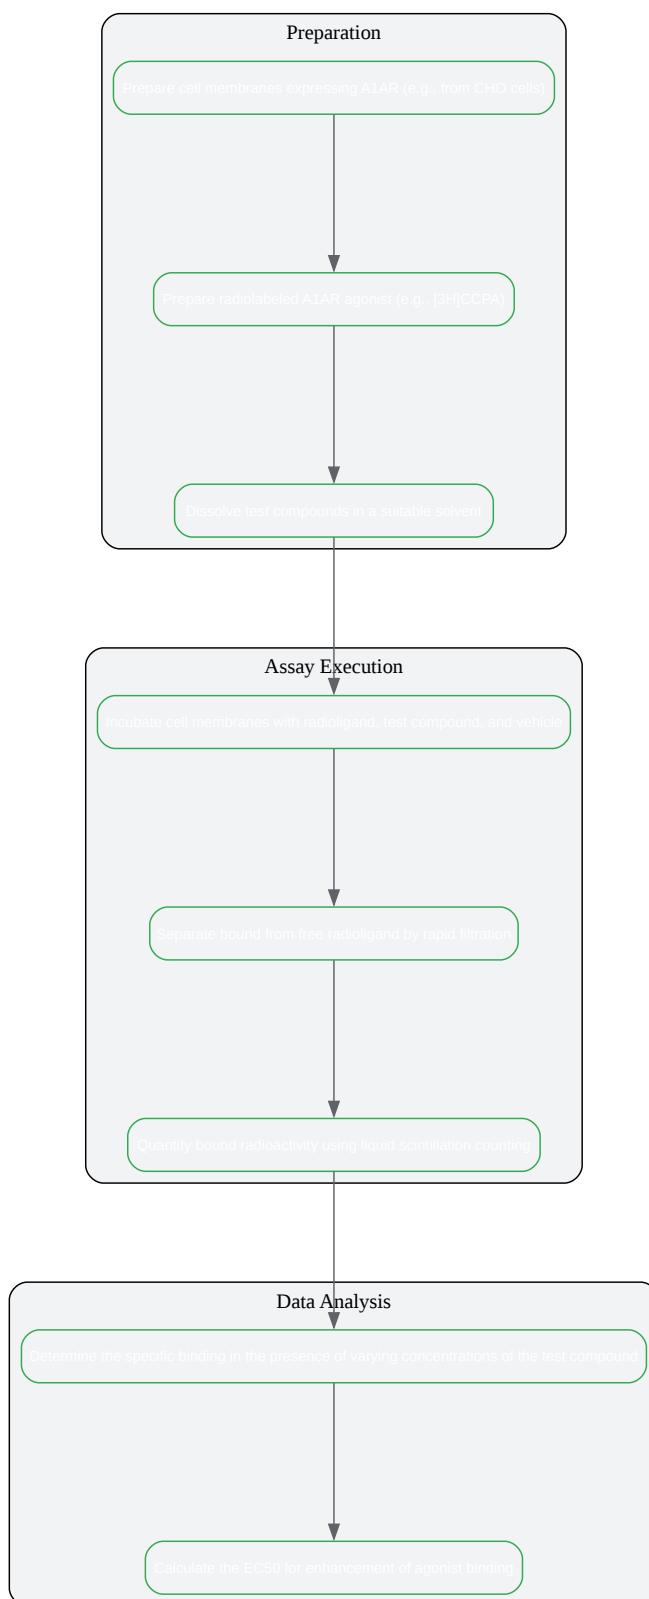 Preparation
Prepare cell membranes expressing A1AR (e.g., from CHO cells)
Prepare radiolabeled A1AR agonist (e.g., [3H]CCPA)
Dissolve test compounds in a suitable solvent
Assay Execution
Incubate cell membranes with radioligand, test compound, and vehicle
Separate bound from free radioligand by rapid filtration
Quantify bound radioactivity using liquid scintillation counting
Data Analysis
Determine the specific binding in the presence of varying concentrations of the test compound
Calculate the EC50 for enhancement of agonist binding